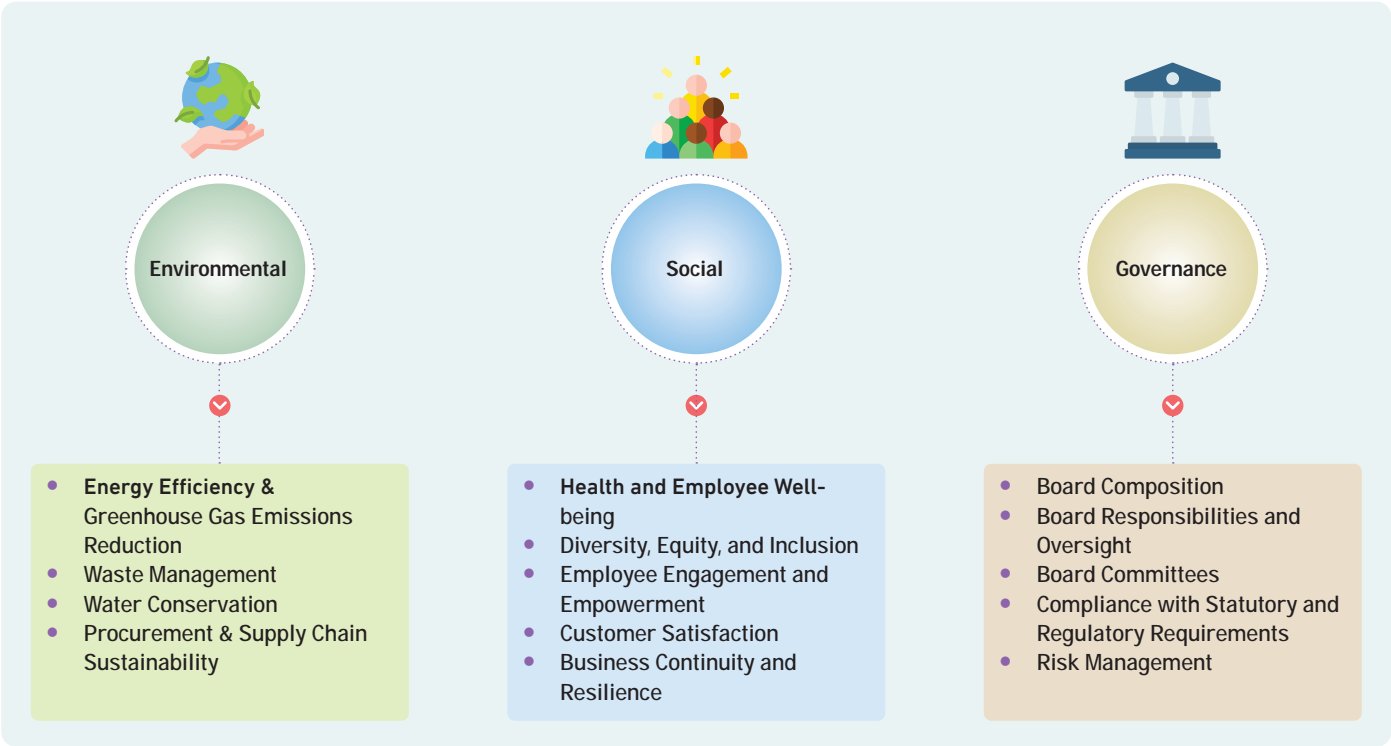 Environmental
• Energy Efficiency &
Greenhouse Gas Emissions
Reduction
• Waste Management
• Water Conservation
• Procurement & Supply Chain
Sustainability
Social
• Health and Employee Well-
being
• Diversity, Equity, and Inclusion
• Employee Engagement and
Empowerment
• Customer Satisfaction
• Business Continuity and
Resilience
Governance
• Board Composition
• Board Responsibilities and
Oversight
• Board Committees
• Compliance with Statutory and
Regulatory Requirements
• Risk Management